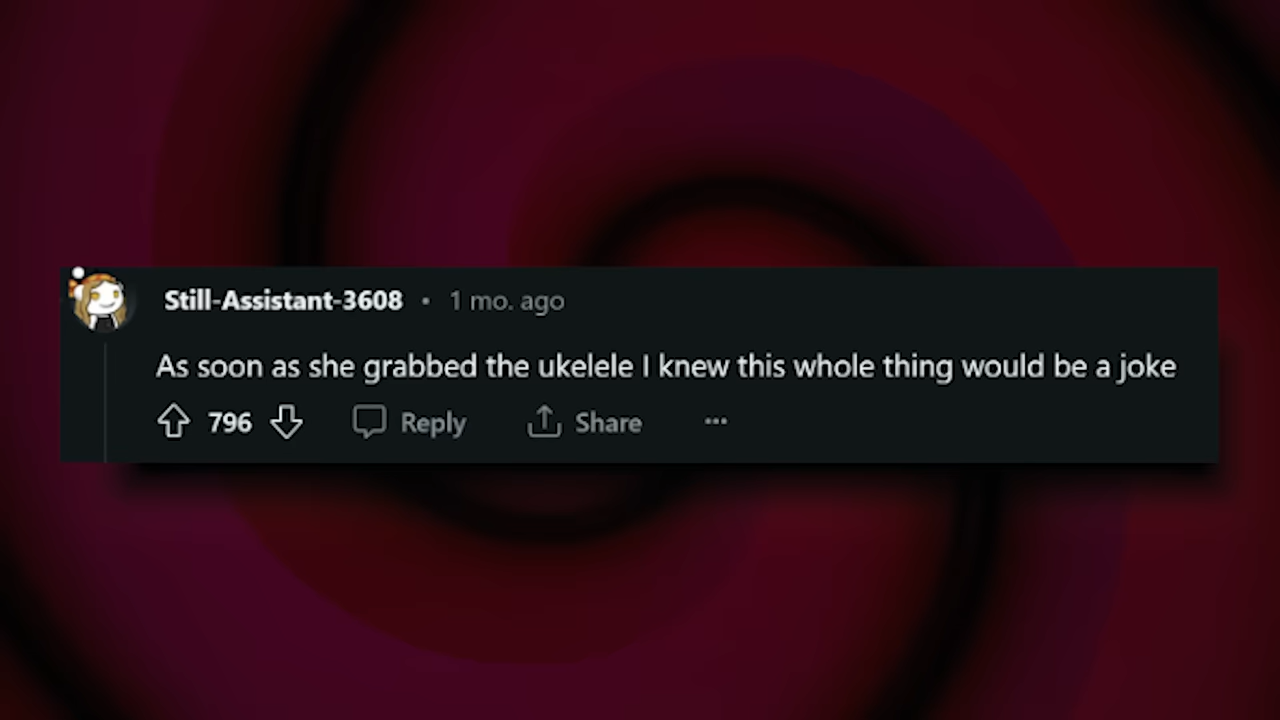 Still-Assistant-3608 • 1 mo. ago
As soon as she grabbed the ukelele I knew this whole thing would be a joke
796 Reply Share ...